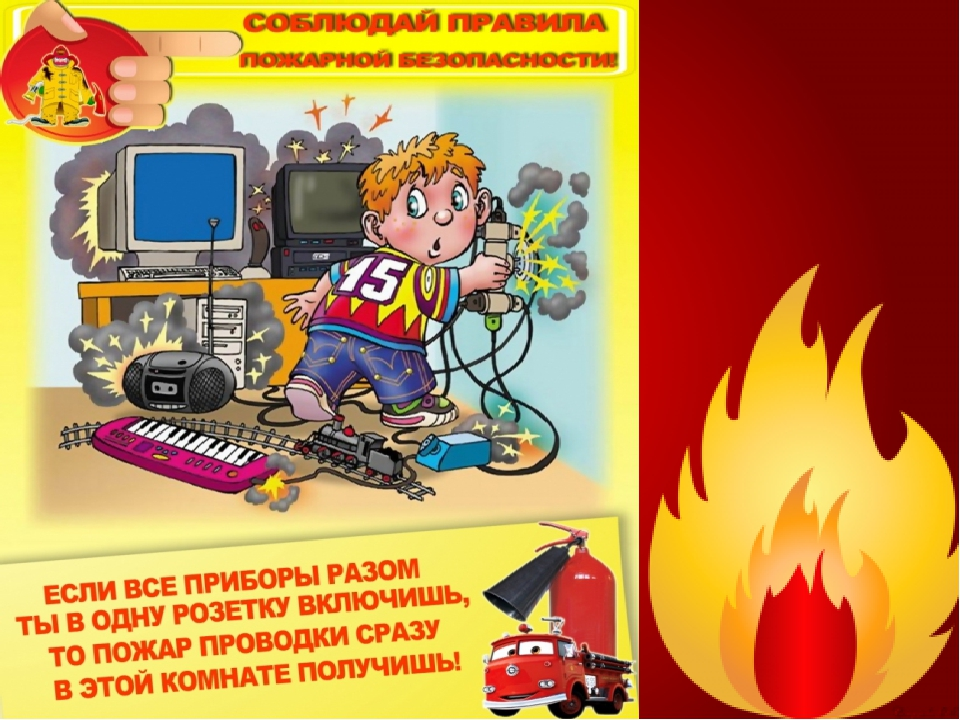 СОБЛЮДАЙ ПРАВИЛА
ПОЖАРНОЙ БЕЗОПАСНОСТИ!
15
ЕСЛИ ВСЕ ПРИБОРЫ РАЗОМ
ТЫ В ОДНУ РОЗЕТКУ ВКЛЮЧИШЬ,
ТО ПОЖАР ПРОВОДКИ СРАЗУ
В ЭТОЙ КОМНАТЕ ПОЛУЧИШЬ!